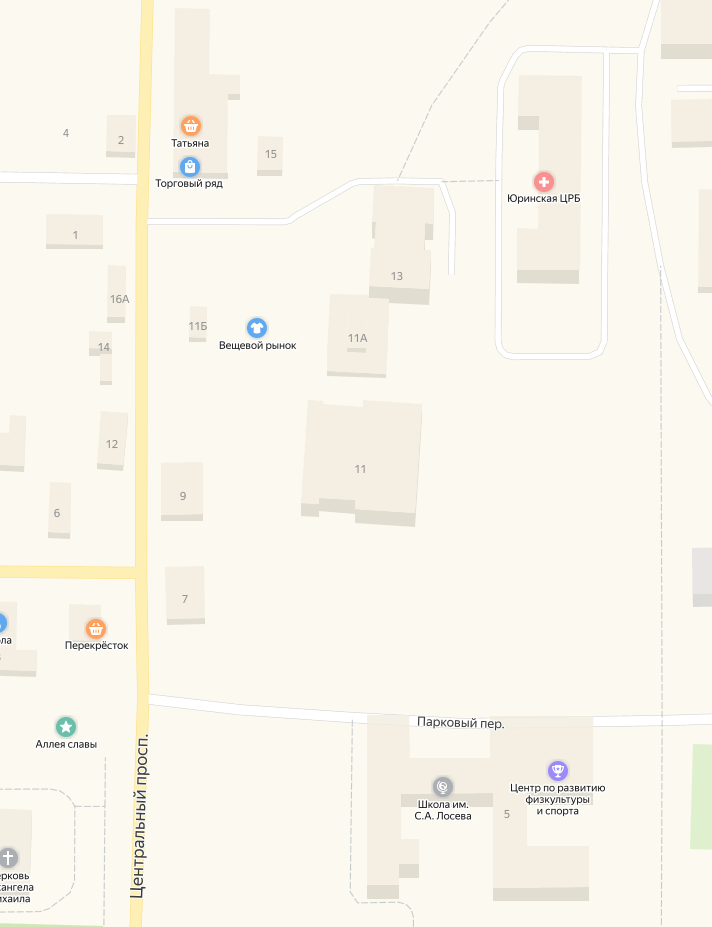 4
2
Татьяна
15
Торговый ряд
Юринская ЦРБ
1
13
16А
11Б
Вещевой рынок
11А
14
12
11
9
6
7
Перекрёсток
Парковый пер.
Аллея славы
Центральный просп.
Школа им.
С.А. Лосева
Центр по развитию
физкультуры
и спорта
5